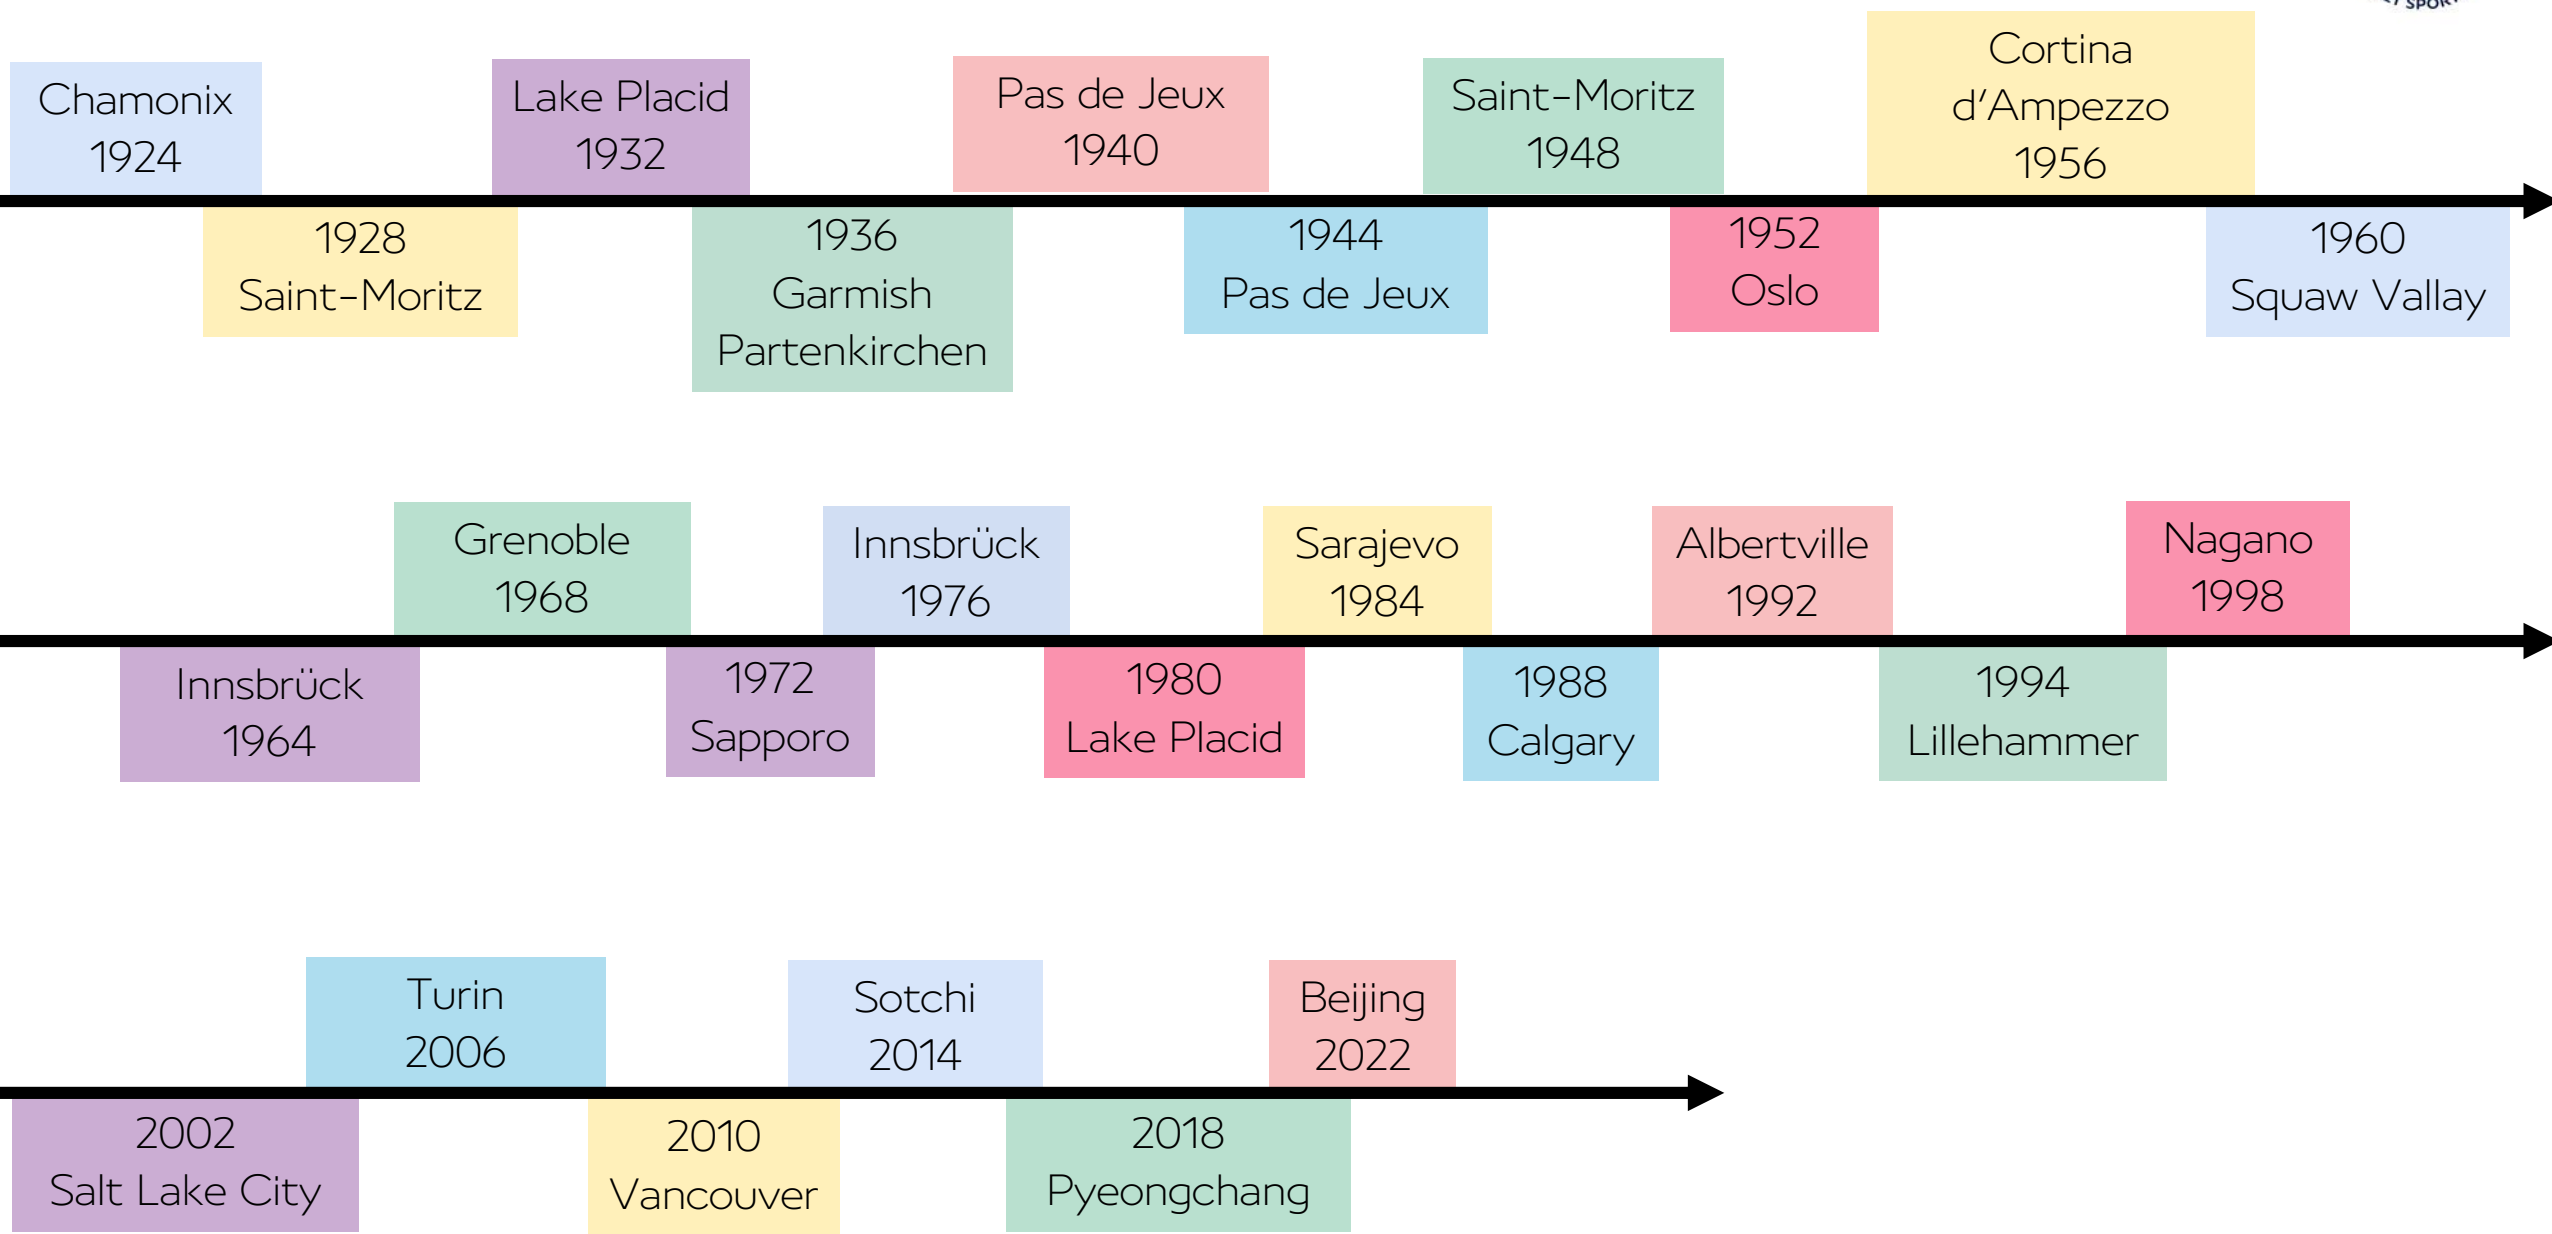 ET SPORT
Chamonix
1924
1928
Saint-Moritz
Lake Placid
1932
1936
Garmish
Partenkirchen
Pas de Jeux
1940
1944
Pas de Jeux
Saint-Moritz
1948
1952
Oslo
Cortina
d'Ampezzo
1956
1960
Squaw Vallay
Innsbrück
1964
Grenoble
1968
1972
Sapporo
Innsbrück
1976
1980
Lake Placid
Sarajevo
1984
1988
Calgary
Albertville
1992
1994
Lillehammer
Nagano
1998
2002
Salt Lake City
Turin
2006
2010
Vancouver
Sotchi
2014
2018
Pyeongchang
Beijing
2022